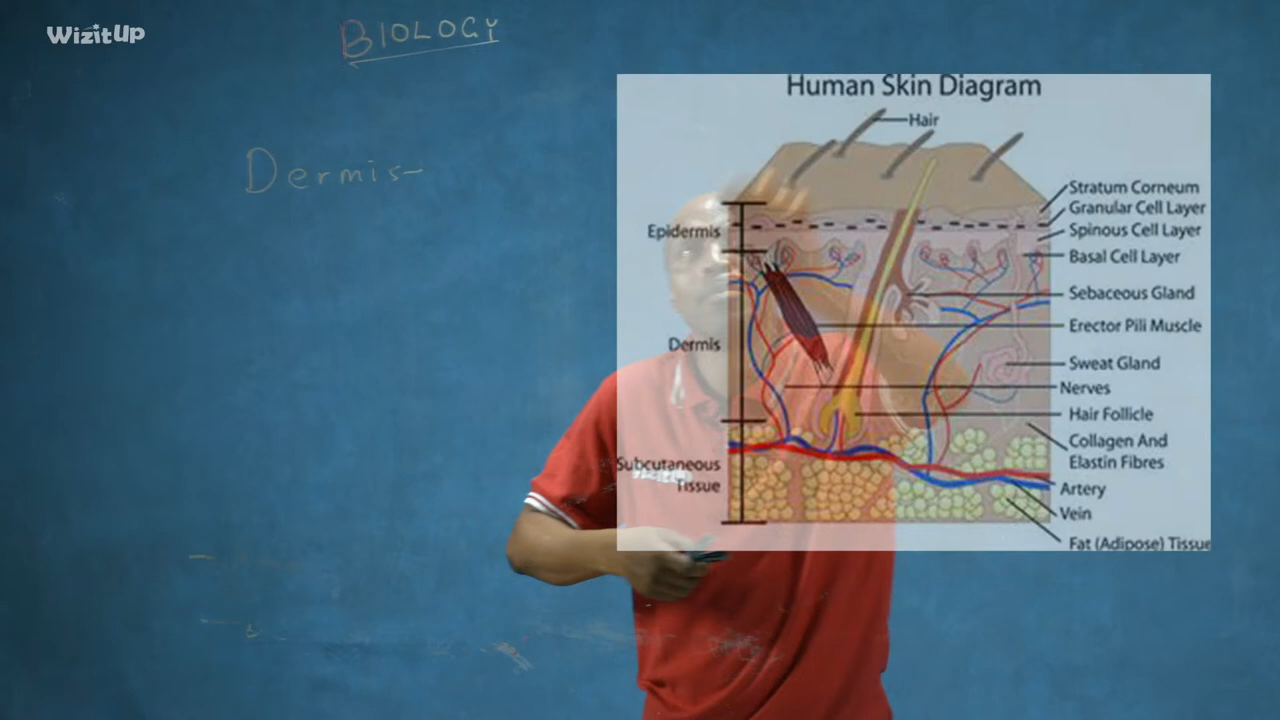 WizitUp
BIOLOGY
Dermis-
Human Skin Diagram
Hair
Stratum Corneum
Granular Cell Layer
Spinous Cell Layer
Basal Cell Layer
Sebaceous Gland
Erector Pili Muscle
Sweat Gland
Nerves
Hair Follicle
Collagen And
Elastin Fibres
Artery
Vein
Fat (Adipose) Tissue
Epidermis
Dermis
Subcutaneous
Tissue